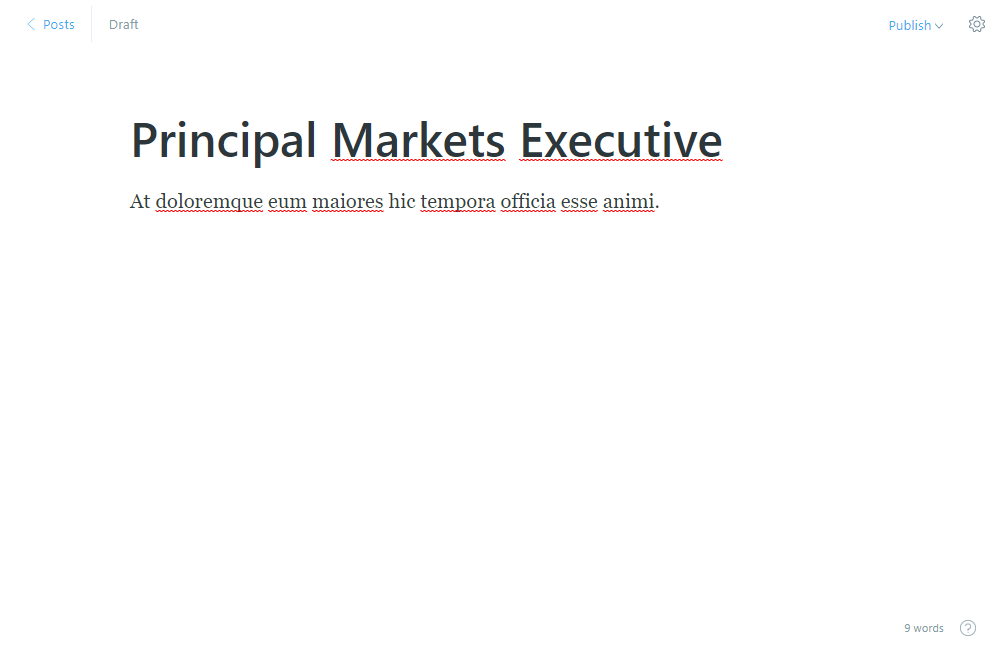 Posts
Draft
Publish
Principal Markets Executive
At doloremque eum maiores hic tempora officia esse animi.
9 words
?